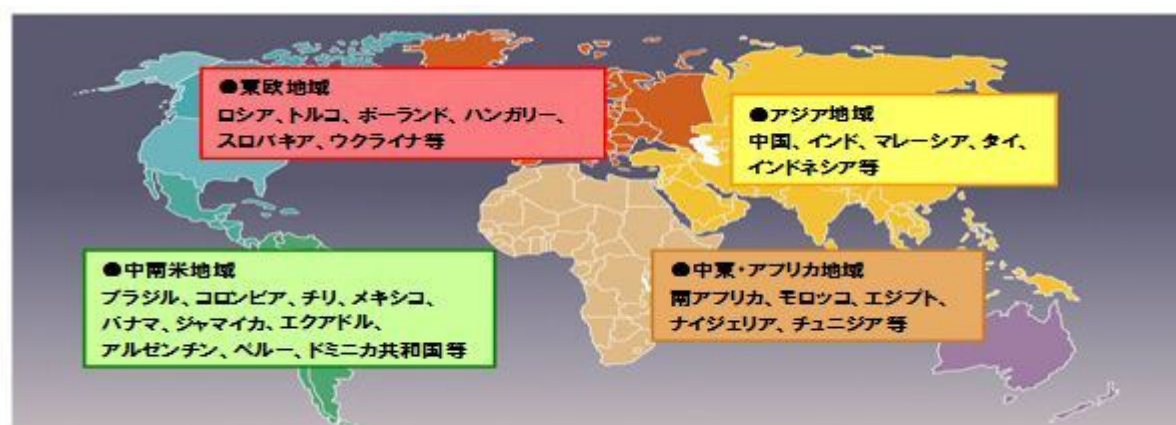 ●東欧地域
ロシア、トルコ、ポーランド、ハンガリー、
スロバキア、ウクライナ等
●アジア地域
中国、インド、マレーシア、タイ、
インドネシア等
●中南米地域
ブラジル、コロンビア、チリ、メキシコ、
パナマ、ジャマイカ、エクアドル、
アルゼンチン、ペルー、ドミニカ共和国等
●中東・アフリカ地域
南アフリカ、モロッコ、エジプト、
ナイジェリア、チュニジア等